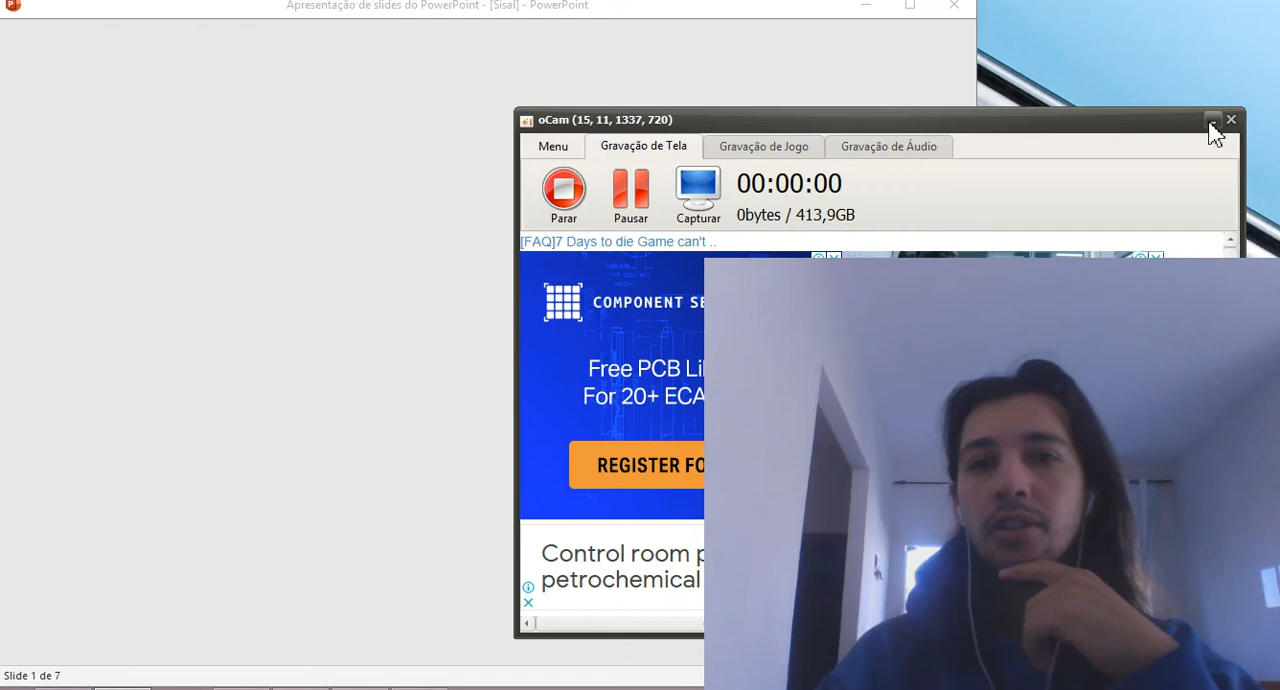 Apresentação de slides do PowerPoint - [Sisal] - PowerPoint
oCam (15, 11, 1337, 720)
Menu
Gravação de Tela
Gravação de Jogo
Gravação de Áudio
00:00:00
0bytes / 413,9GB
Parar
Pausar
Capturar
[FAQ]7 Days to die Game can't ..
COMPONENT SE
Free PCB Li
For 20+ ECA
REGISTER FO
Control room p
petrochemical
Slide 1 de 7